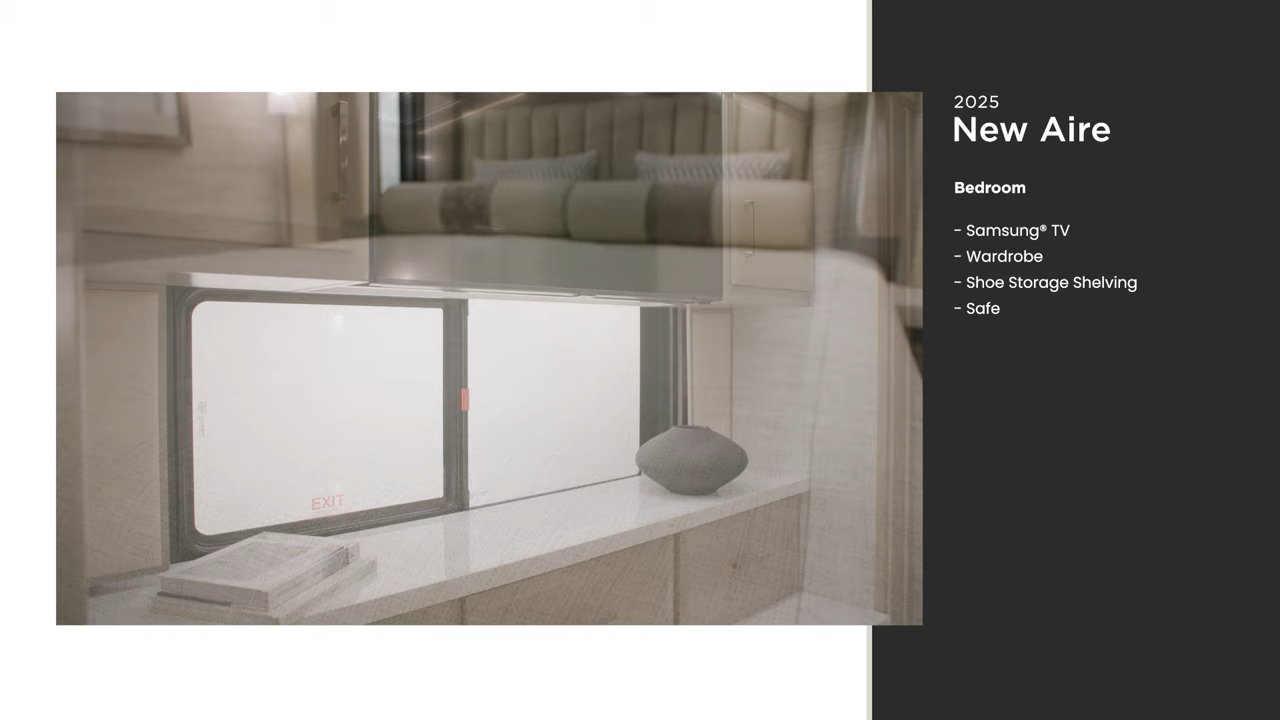 2025
New Aire
Bedroom
- Samsung® TV
- Wardrobe
- Shoe Storage Shelving
- Safe
EXIT